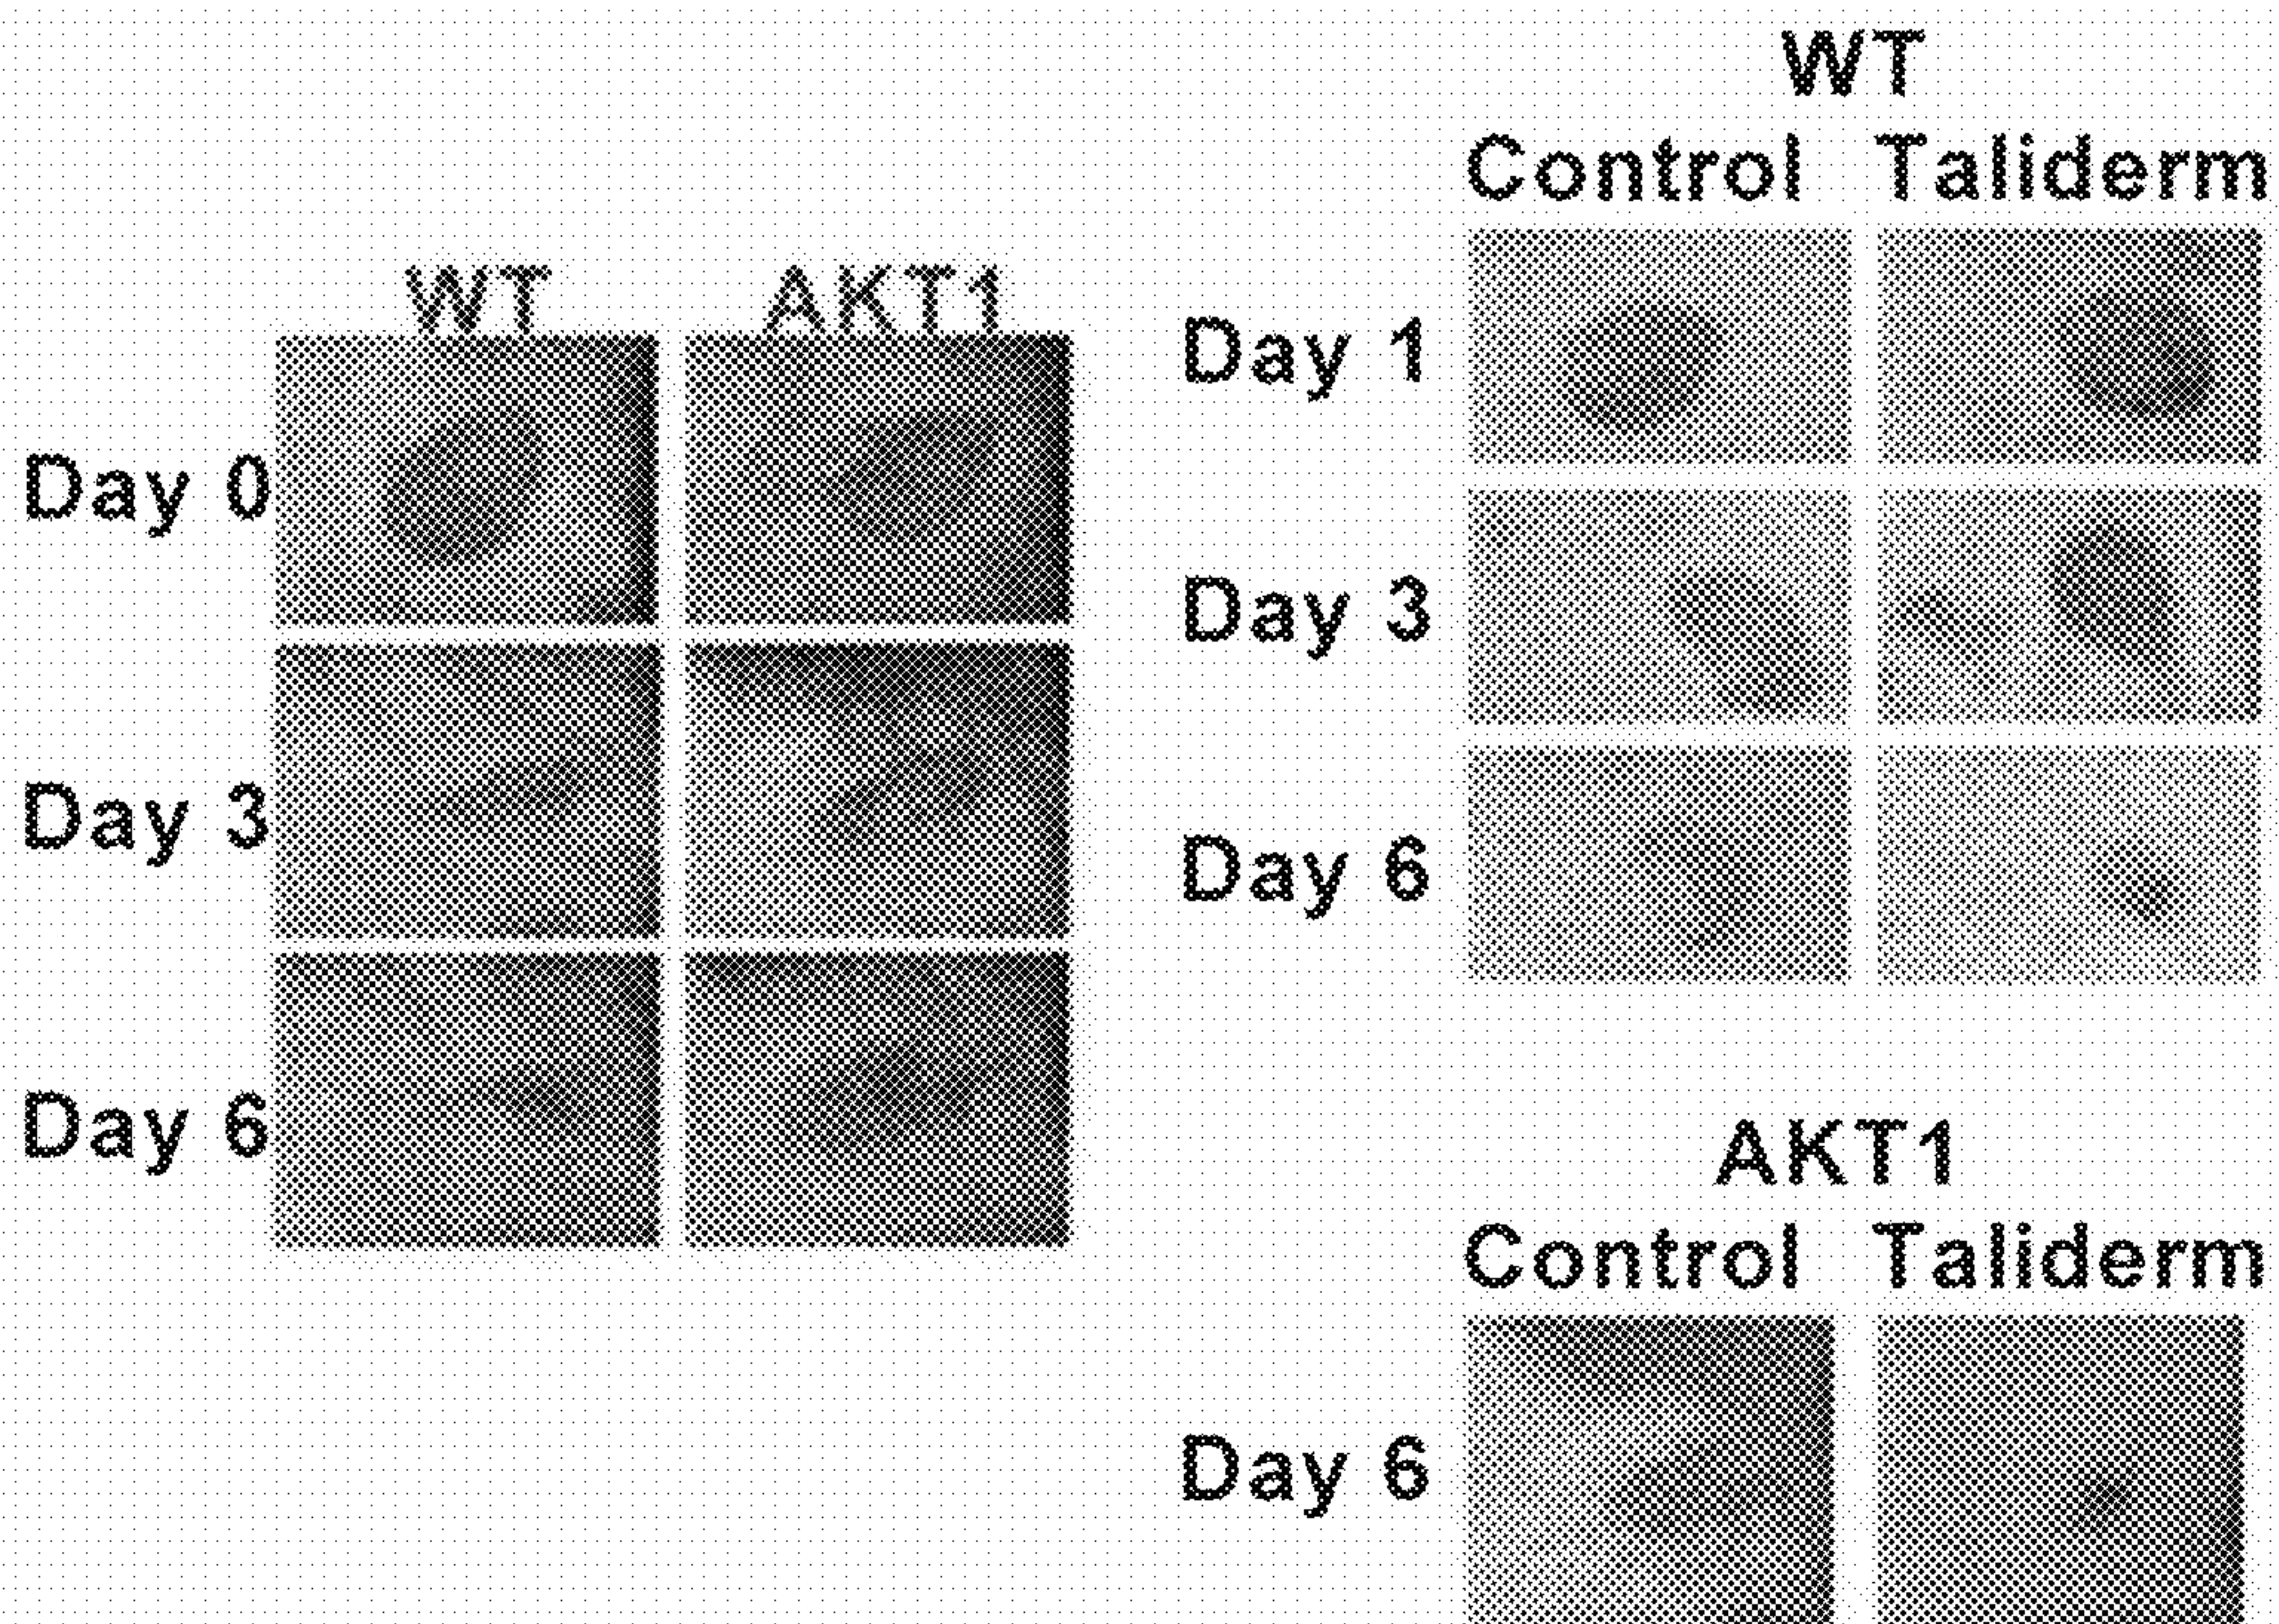 WT AKT1
Day 0
Day 3
Day 6
WT
Control Taliderm
Day 1
Day 3
Day 6
AKT1
Control Taliderm
Day 6